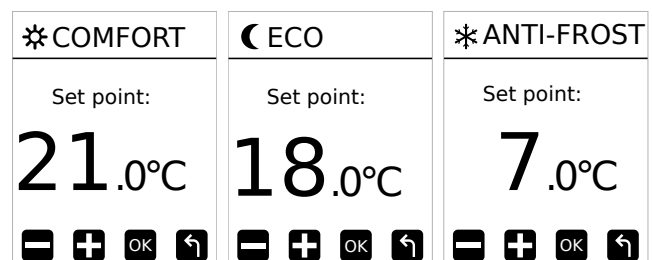 COMFORT
Set point:
21.0°C
OK
ECO
Set point:
18.0°C
OK
ANTI-FROST
Set point:
7.0°C
OK